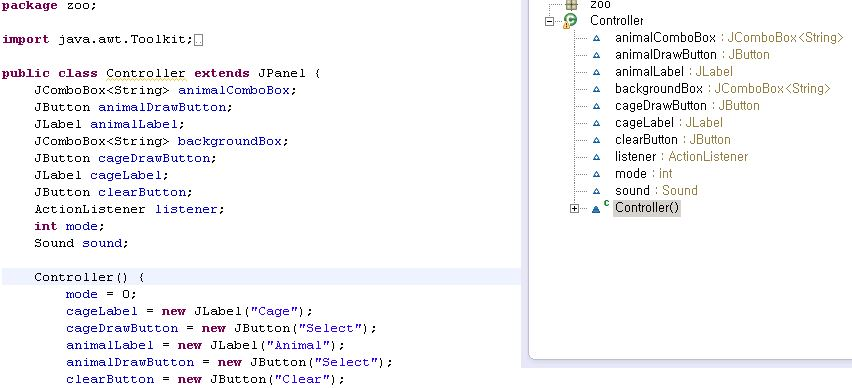 package zoo;
import java.awt.Toolkit;
public class Controller extends JPanel {
JComboBox<String> animalComboBox;
JButton animalDrawButton;
JLabel animalLabel;
JComboBox<String> backgroundBox;
JButton cageDrawButton;
JLabel cageLabel;
JButton clearButton;
ActionListener listener;
int mode;
Sound sound;
Controller() {
mode = 0;
cageLabel = new JLabel("Cage");
cageDrawButton = new JButton("Select");
animalLabel = new JLabel("Animal");
animalDrawButton = new JButton("Select");
clearButton = new JButton("Clear");
zoo
Controller
animalComboBox : JComboBox<String>
animalDrawButton : JButton
animalLabel : JLabel
backgroundBox : JComboBox<String>
cageDrawButton : JButton
cageLabel : JLabel
clearButton : JButton
listener : ActionListener
mode : int
sound : Sound
C Controller()